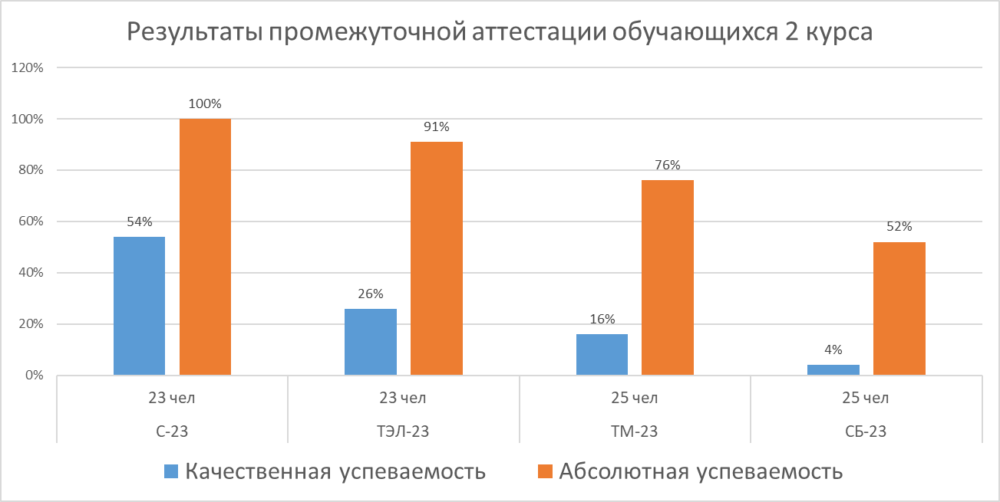 Результаты промежуточной аттестации обучающихся 2 курса
120%
100%
80%
60%
40%
20%
0%
54%
100%
26%
91%
16%
76%
4%
52%
23 чел
23 чел
25 чел
25 чел
С-23
ТЭЛ-23
ТМ-23
СБ-23
Качественная успеваемость
Абсолютная успеваемость